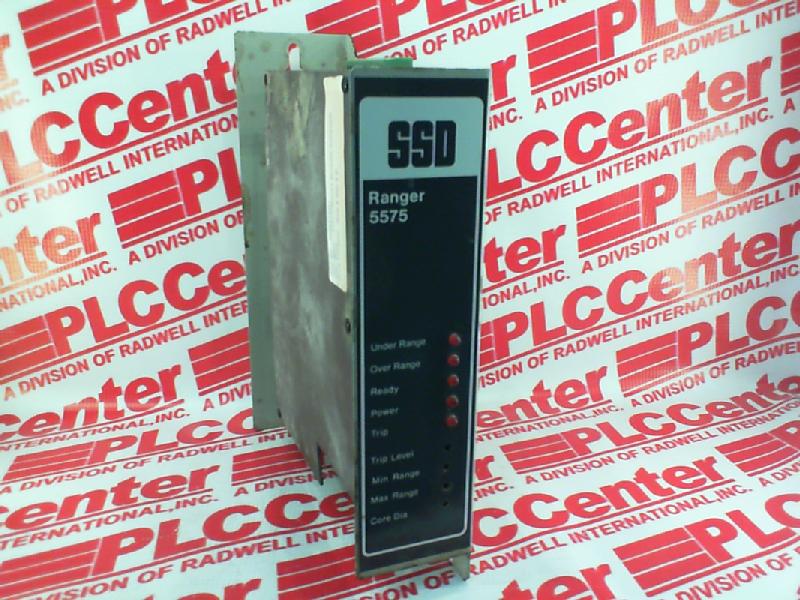 SSD
Ranger
5575
Under Range
Over Range
Ready
Power
Trip
Trip Level
Min Range
Max Range
Core Dia
PLCCenter
A DIVISION OF RADWELL INTERNATIONAL, INC.